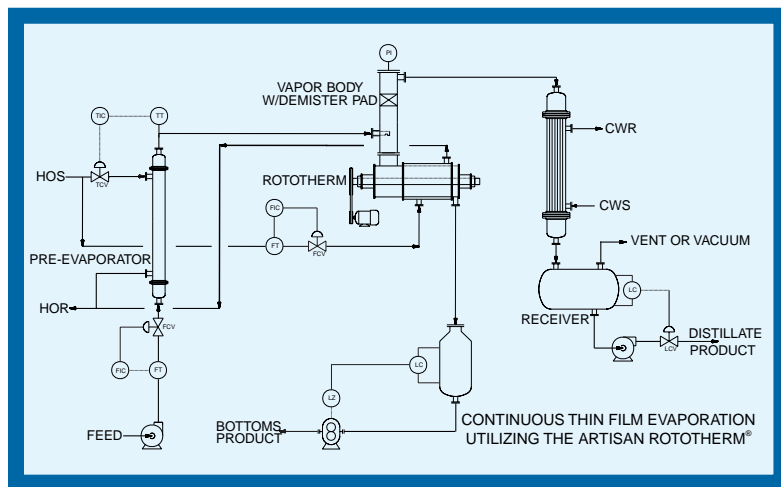 PI
VAPOR BODY
W/DEMISTER PAD
TIC
TT
CWR
HOS
TCV
ROTOTHERM
FIC
CWS
FT
FCV
VENT OR VACUUM
PRE-EVAPORATOR
LC
HOR
RECEIVER
FCV
DISTILLATE
PRODUCT
LCV
FIC
FT
LC
LZ
CONTINUOUS THIN FILM EVAPORATION
UTILIZING THE ARTISAN ROTOTHERM®
BOTTOMS
PRODUCT
FEED